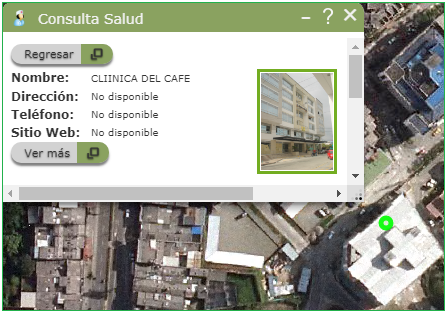 Consulta Salud
Regresar
Nombre: CLIINICA DEL CAFE
Dirección: No disponible
Teléfono: No disponible
Sitio Web: No disponible
Ver más